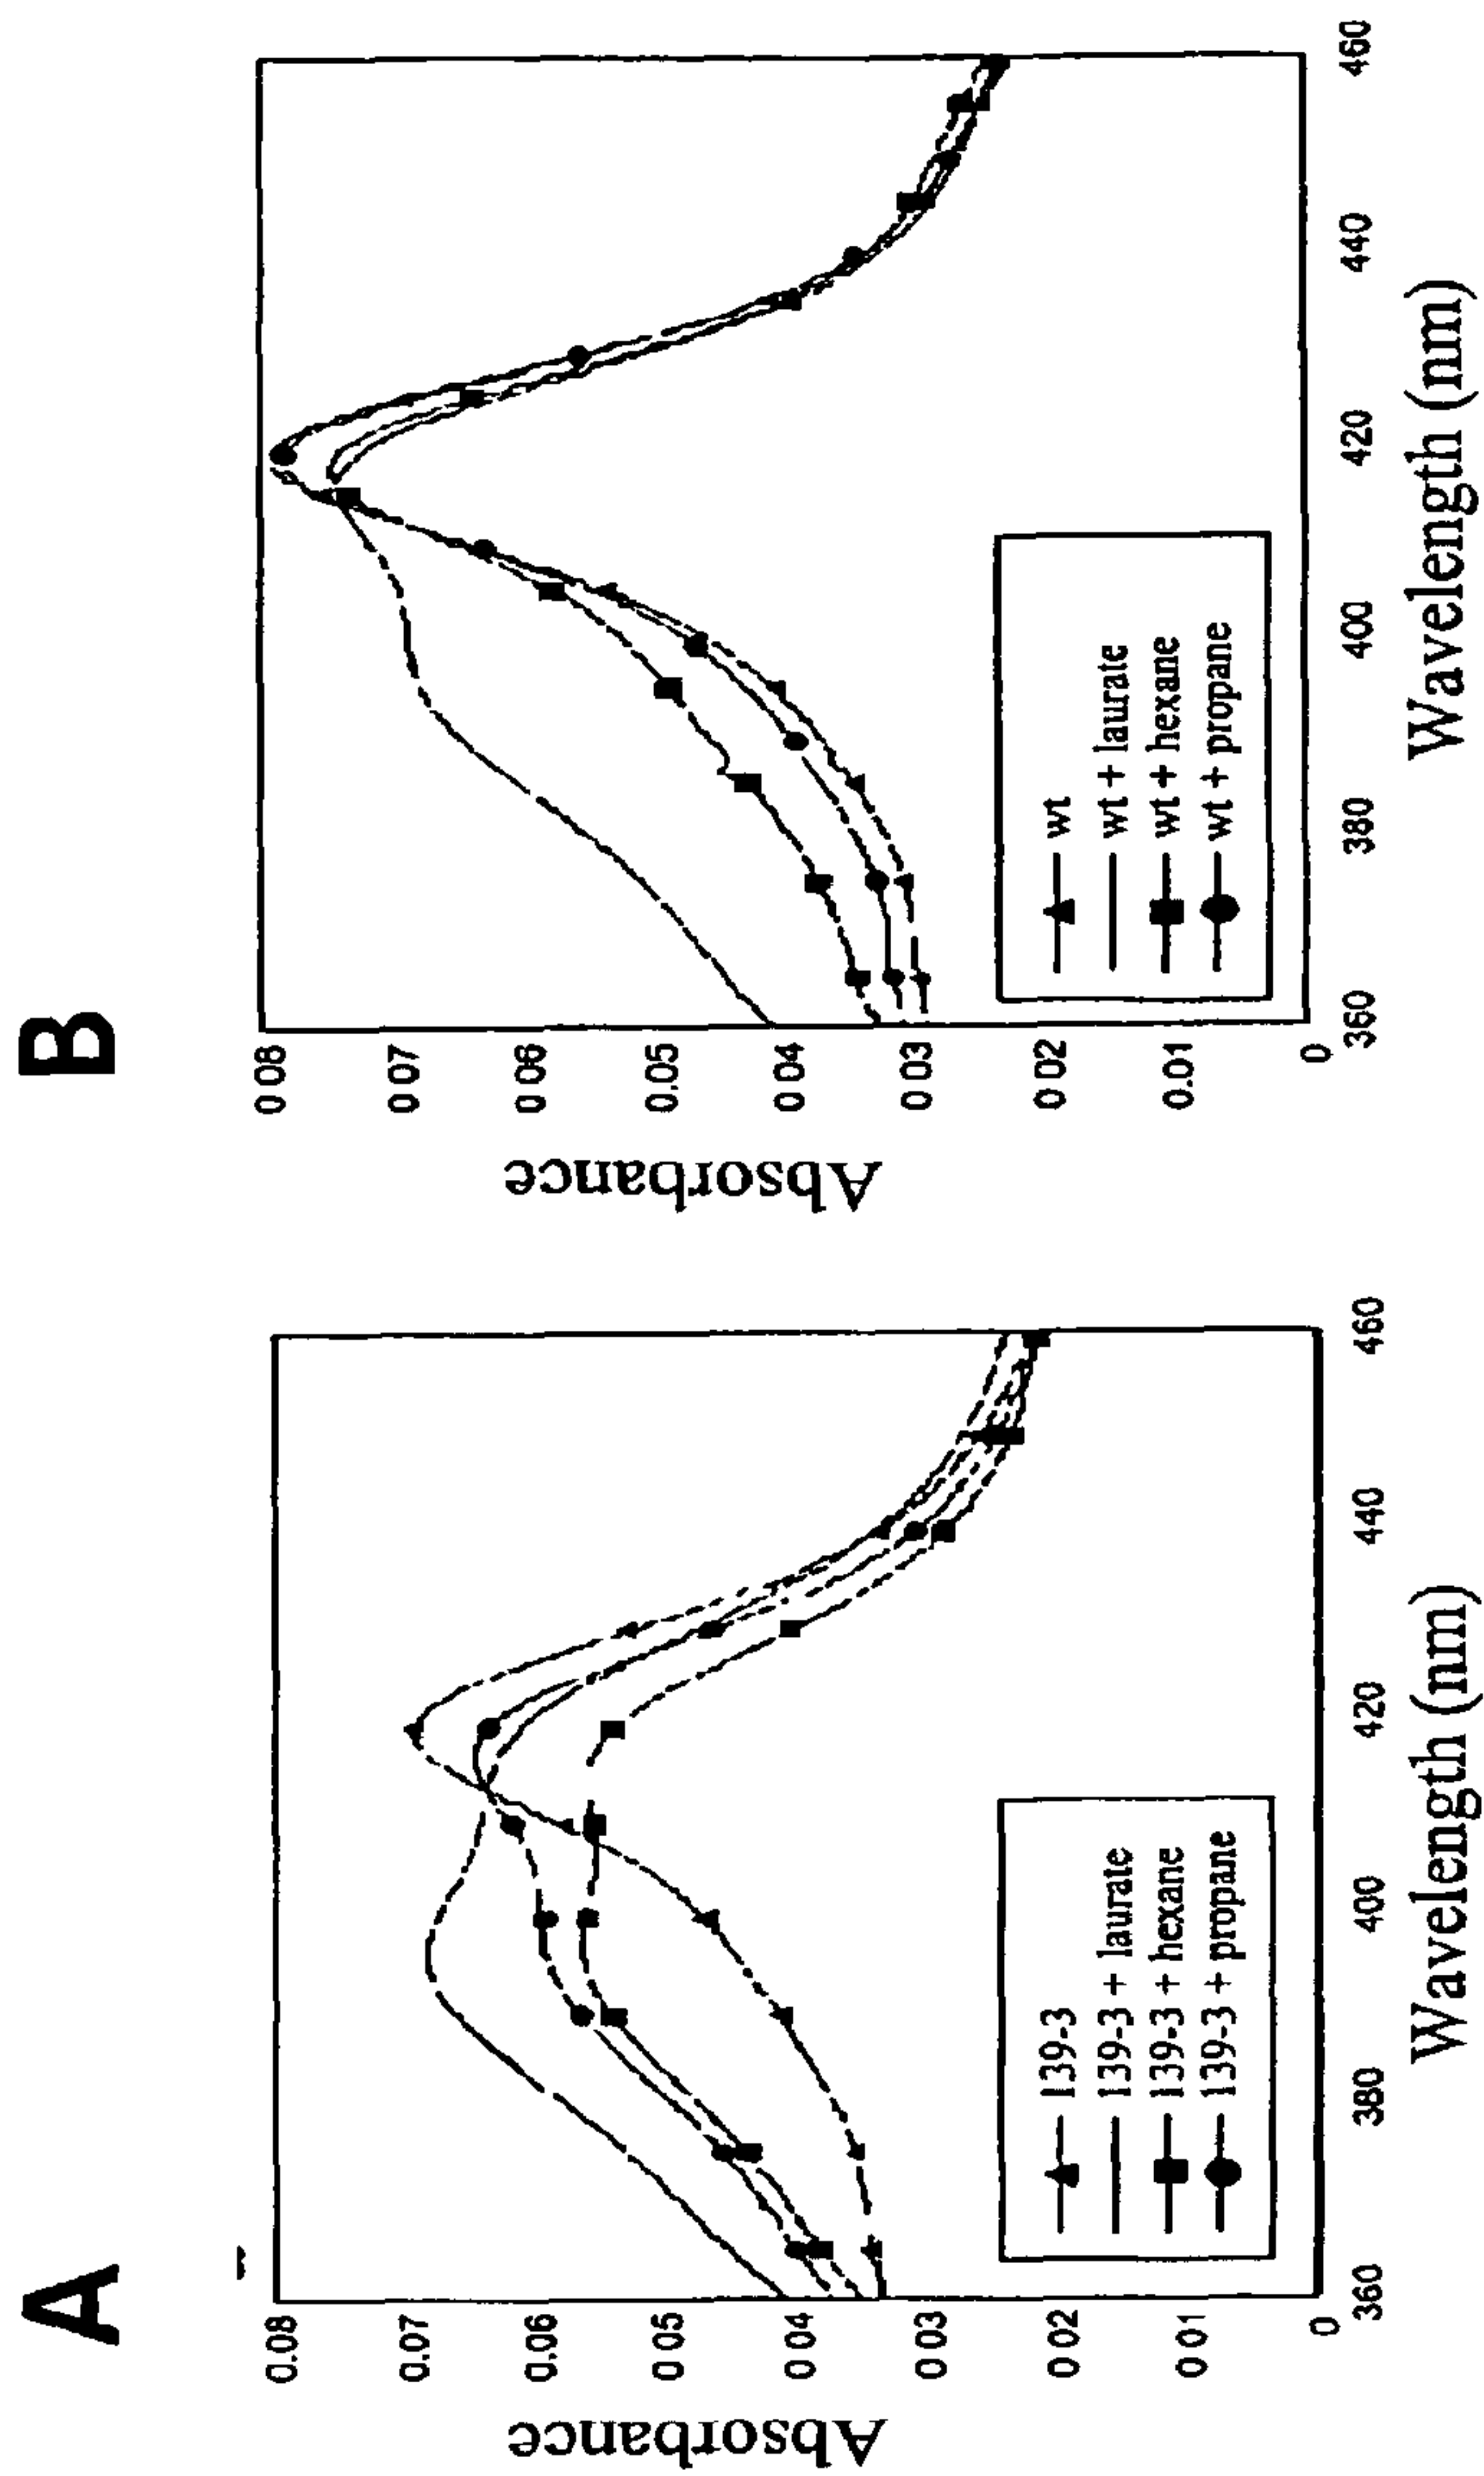 A
Absorbance
0.08
0.07
0.06
0 05
0 04
0 03
0 02
0 01
0
360
380
400
420
440
460
Wavelength (nm)
139-3
139-3 + laurate
139-3 + hexane
139-3 + propane
B
Absorbance
0 08
0 07
0 06
0.05
0 04
0 03
0 02
0.01
0
360
380
400
420
440
460
Wavelength (nm)
wt
wt + laurate
wt + hexane
wt + propane